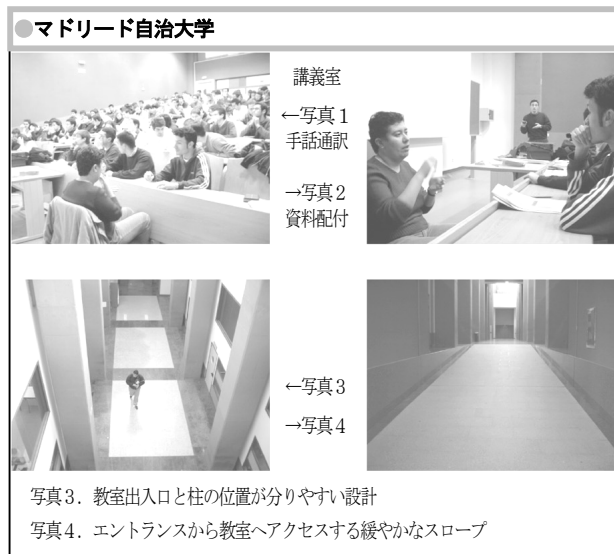 ●マドリード自治大学
講義室
←写真1
手話通訳
→写真2
資料配付
←写真3
→写真4
写真3．教室出入口と柱の位置が分りやすい設計
写真4．エントランスから教室へアクセスする緩やかなスロープ